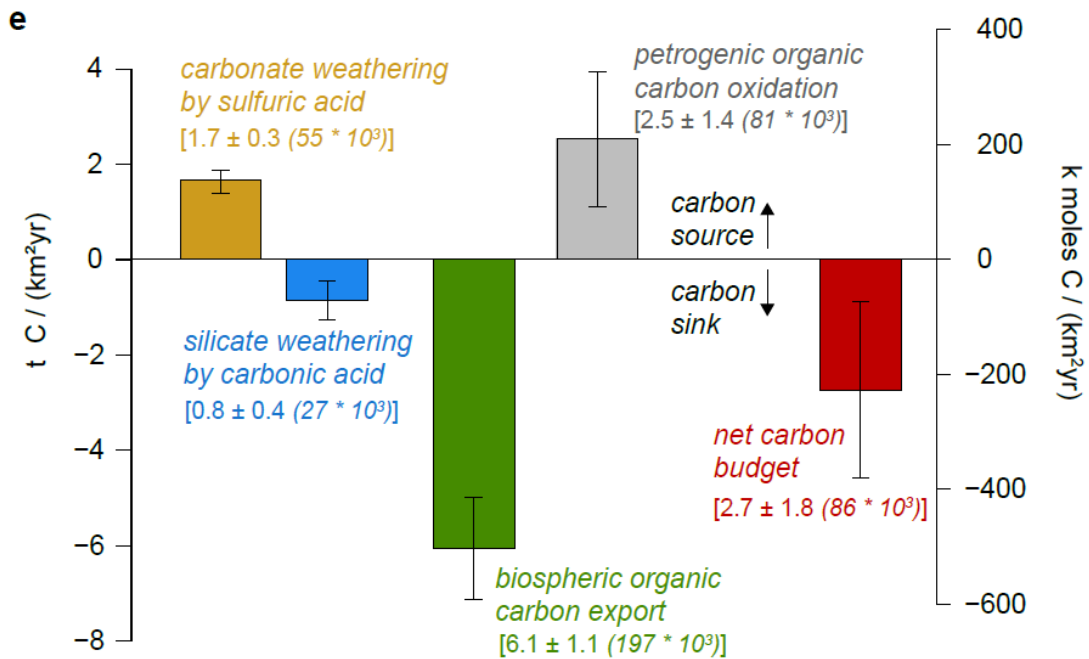 e
4
2
0
−2
−4
−6
−8
t C / (km²yr)
carbonate weathering
by sulfuric acid
[1.7 ± 0.3 (55 * 10³)]
silicate weathering
by carbonic acid
[0.8 ± 0.4 (27 * 10³)]
biospheric organic
carbon export
[6.1 ± 1.1 (197 * 10³)]
petrogenic organic
carbon oxidation
[2.5 ± 1.4 (81 * 10³)]
carbon
source
carbon
sink
net carbon
budget
[2.7 ± 1.8 (86 * 10³)]
400
200
0
−200
−400
−600
k moles C / (km²yr)